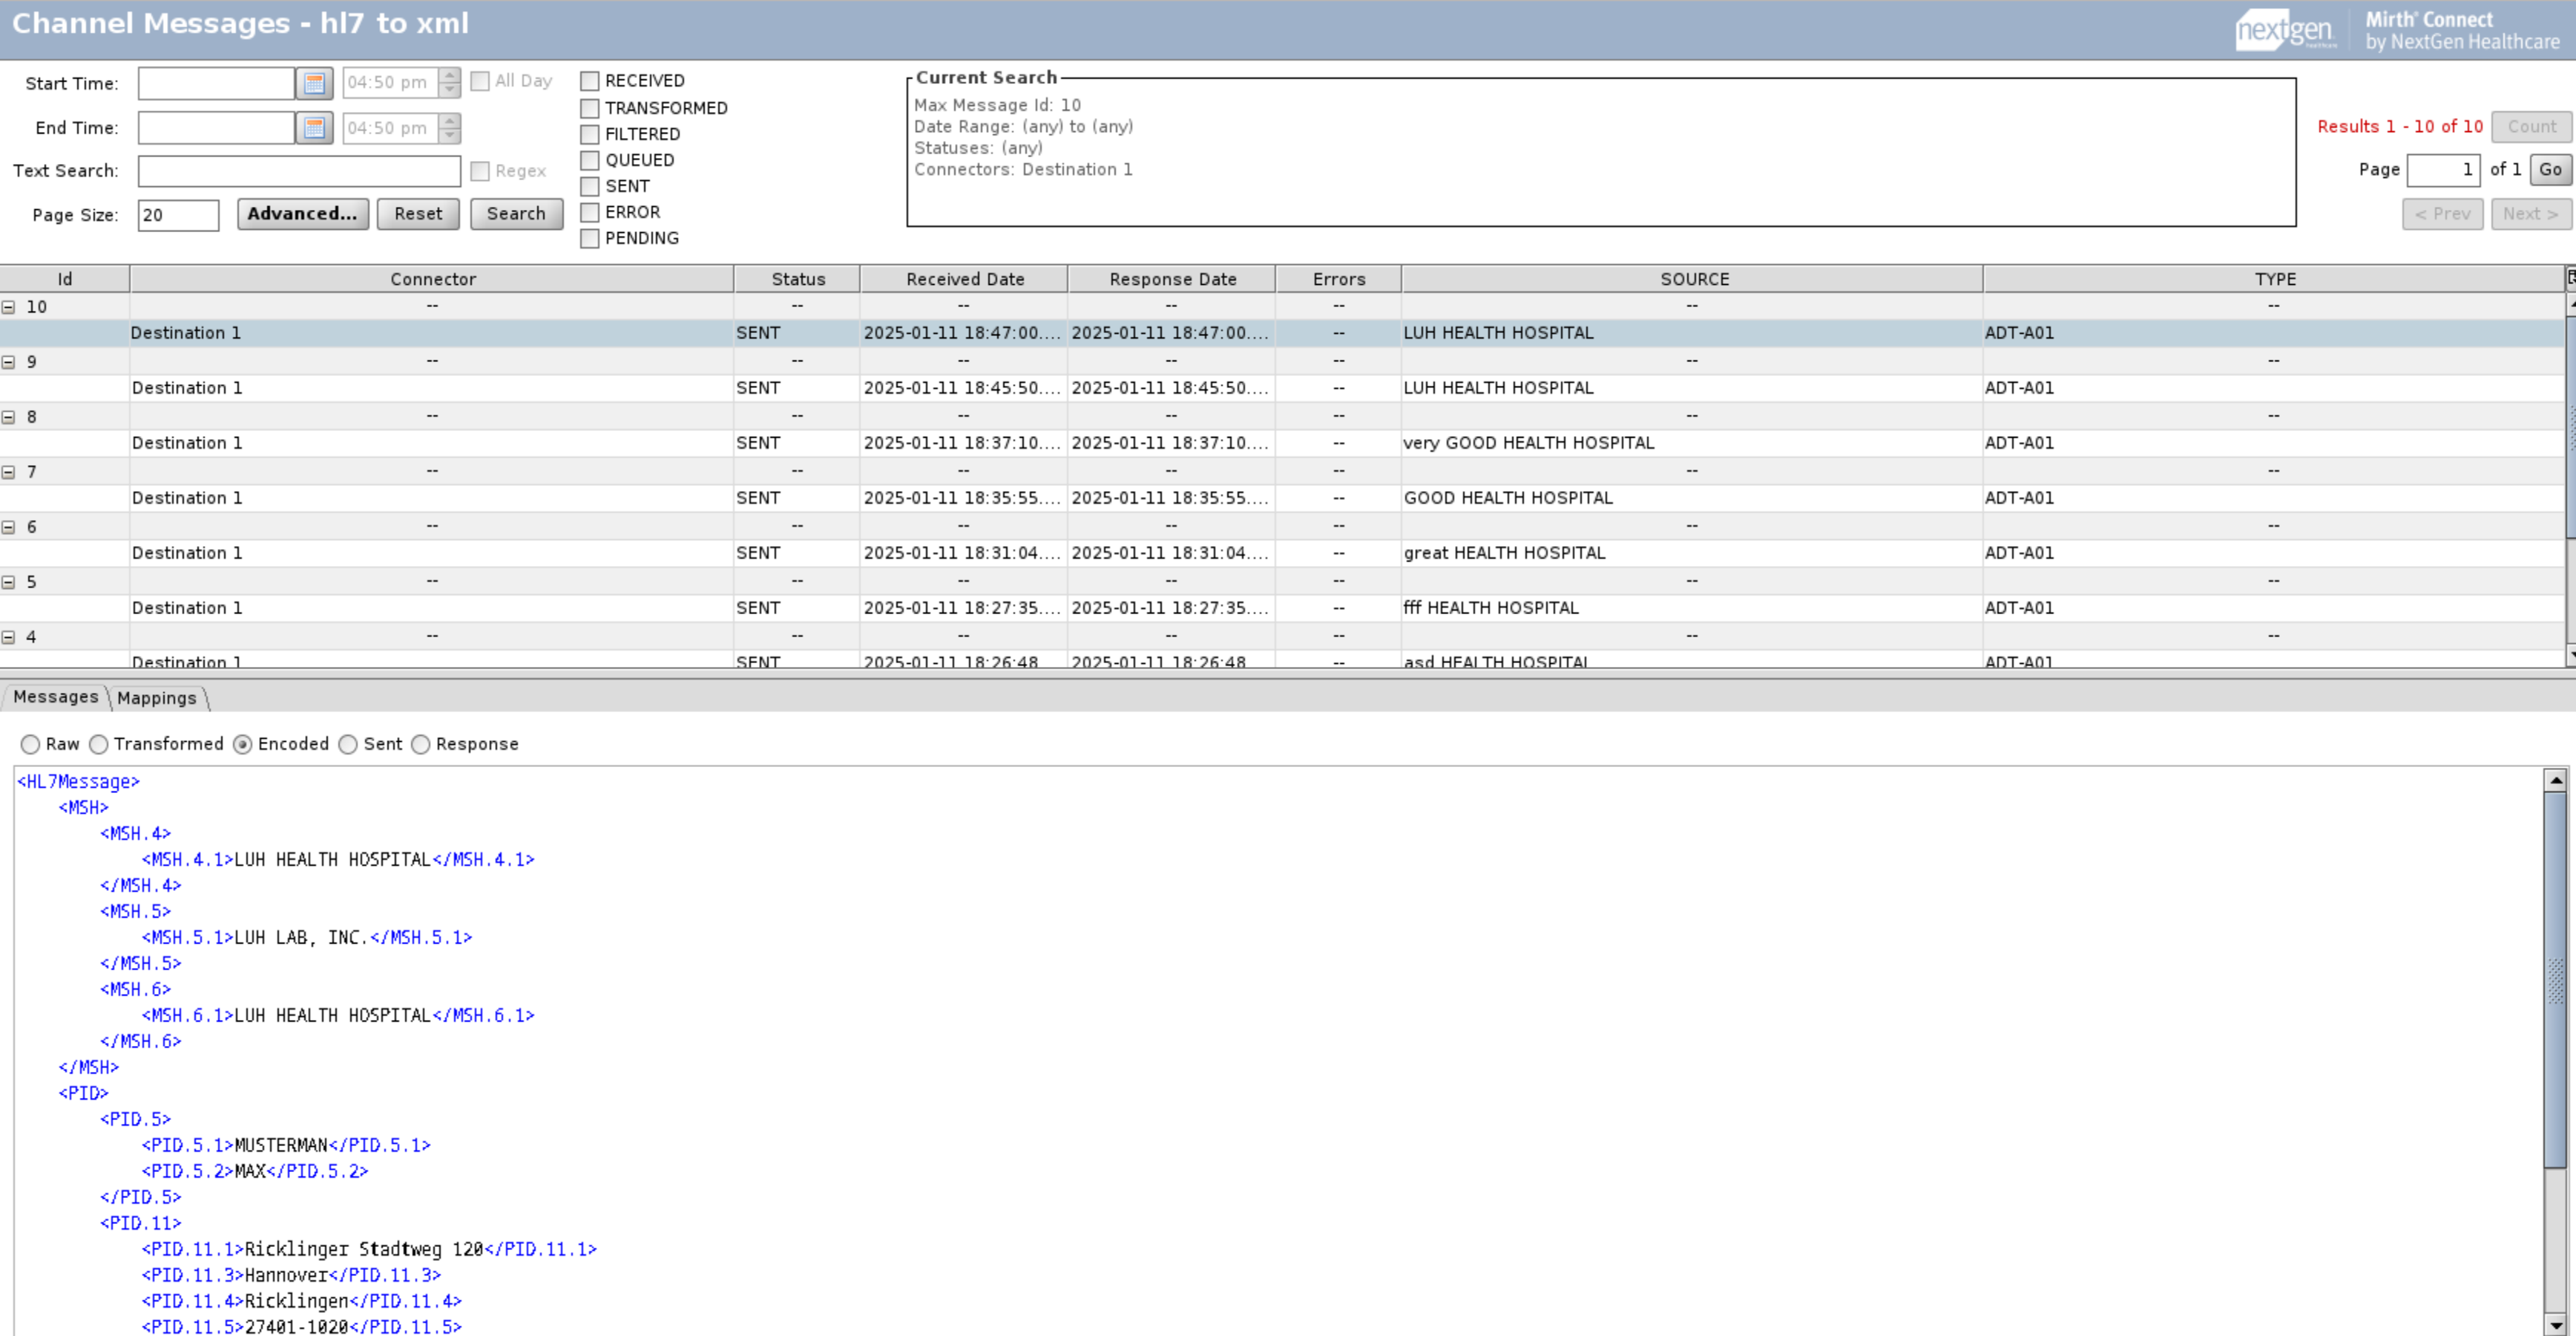 Channel Messages - hl7 to xml
nextgen healthcare
Mirth® Connect
by NextGen Healthcare
Start Time: 04:50 pm All Day
End Time: 04:50 pm
Text Search: Regex
Page Size: 20 Advanced... Reset Search
RECEIVED
TRANSFORMED
FILTERED
QUEUED
SENT
ERROR
PENDING
Current Search
Max Message Id: 10
Date Range: (any) to (any)
Statuses: (any)
Connectors: Destination 1
Results 1 - 10 of 10 Count
Page 1 of 1 Go
< Prev Next >
Id Connector Status Received Date Response Date Errors SOURCE TYPE
10 -- -- -- -- -- -- --
Destination 1 SENT 2025-01-11 18:47:00.... 2025-01-11 18:47:00.... -- LUH HEALTH HOSPITAL ADT-A01
9 -- -- -- -- -- -- --
Destination 1 SENT 2025-01-11 18:45:50.... 2025-01-11 18:45:50.... -- LUH HEALTH HOSPITAL ADT-A01
8 -- -- -- -- -- -- --
Destination 1 SENT 2025-01-11 18:37:10.... 2025-01-11 18:37:10.... -- very GOOD HEALTH HOSPITAL ADT-A01
7 -- -- -- -- -- -- --
Destination 1 SENT 2025-01-11 18:35:55.... 2025-01-11 18:35:55.... -- GOOD HEALTH HOSPITAL ADT-A01
6 -- -- -- -- -- -- --
Destination 1 SENT 2025-01-11 18:31:04.... 2025-01-11 18:31:04.... -- great HEALTH HOSPITAL ADT-A01
5 -- -- -- -- -- -- --
Destination 1 SENT 2025-01-11 18:27:35.... 2025-01-11 18:27:35.... -- fff HEALTH HOSPITAL ADT-A01
4 -- -- -- -- -- -- --
Destination 1 SENT 2025-01-11 18:26:48 2025-01-11 18:26:48 -- asd HEALTH HOSPITAL ADT-A01
Messages Mappings
Raw Transformed Encoded Sent Response
<HL7Message>
<MSH>
<MSH.4>
<MSH.4.1>LUH HEALTH HOSPITAL</MSH.4.1>
</MSH.4>
<MSH.5>
<MSH.5.1>LUH LAB, INC.</MSH.5.1>
</MSH.5>
<MSH.6>
<MSH.6.1>LUH HEALTH HOSPITAL</MSH.6.1>
</MSH.6>
</MSH>
<PID>
<PID.5>
<PID.5.1>MUSTERMAN</PID.5.1>
<PID.5.2>MAX</PID.5.2>
</PID.5>
<PID.11>
<PID.11.1>Ricklinger Stadtweg 120</PID.11.1>
<PID.11.3>Hannover</PID.11.3>
<PID.11.4>Ricklingen</PID.11.4>
<PID.11.5>27401-1020</PID.11.5>